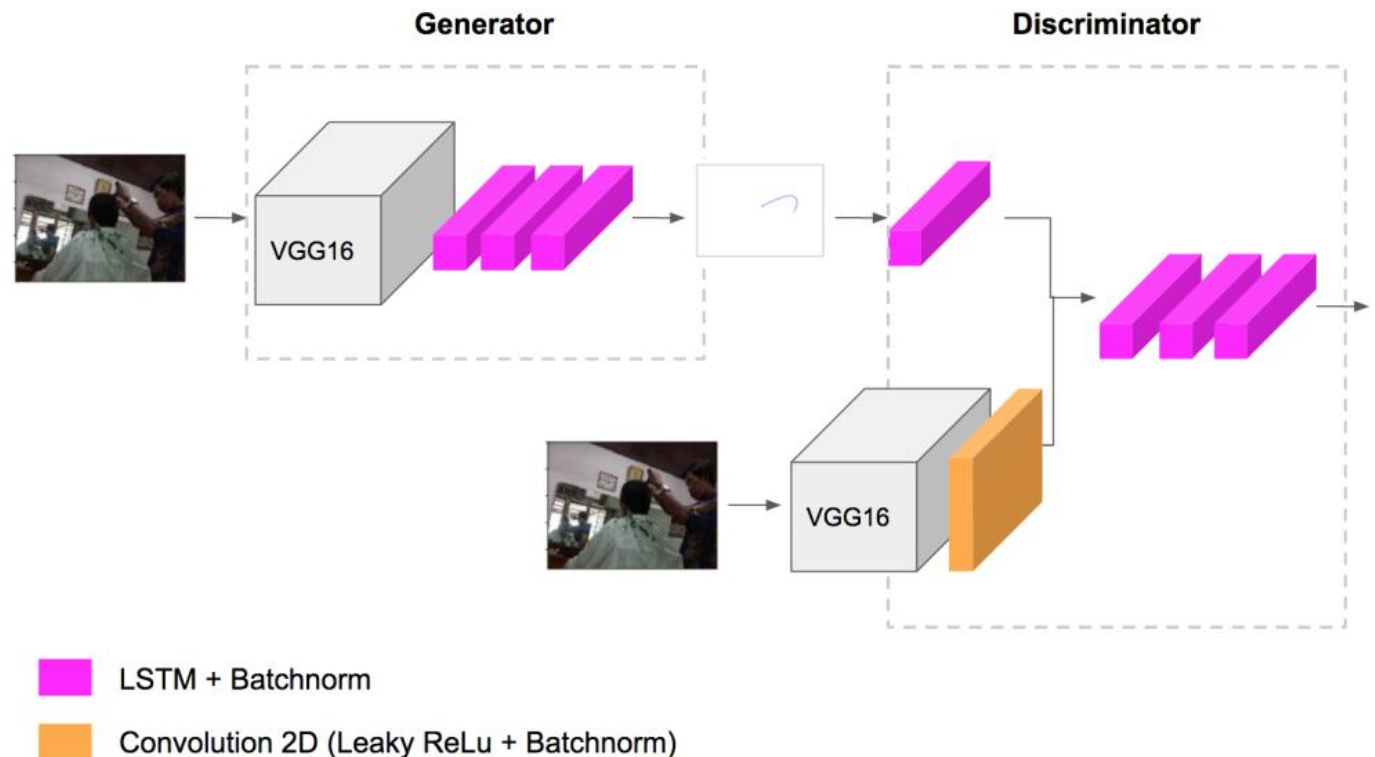 Generator
Discriminator
VGG16
VGG16
LSTM + Batchnorm
Convolution 2D (Leaky ReLu + Batchnorm)